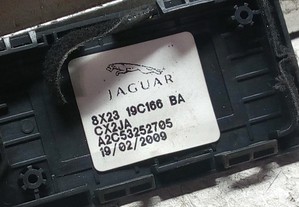 JAGUAR
8X23 19C166 BA
CX2JA
A2C53252705
19/02/2009